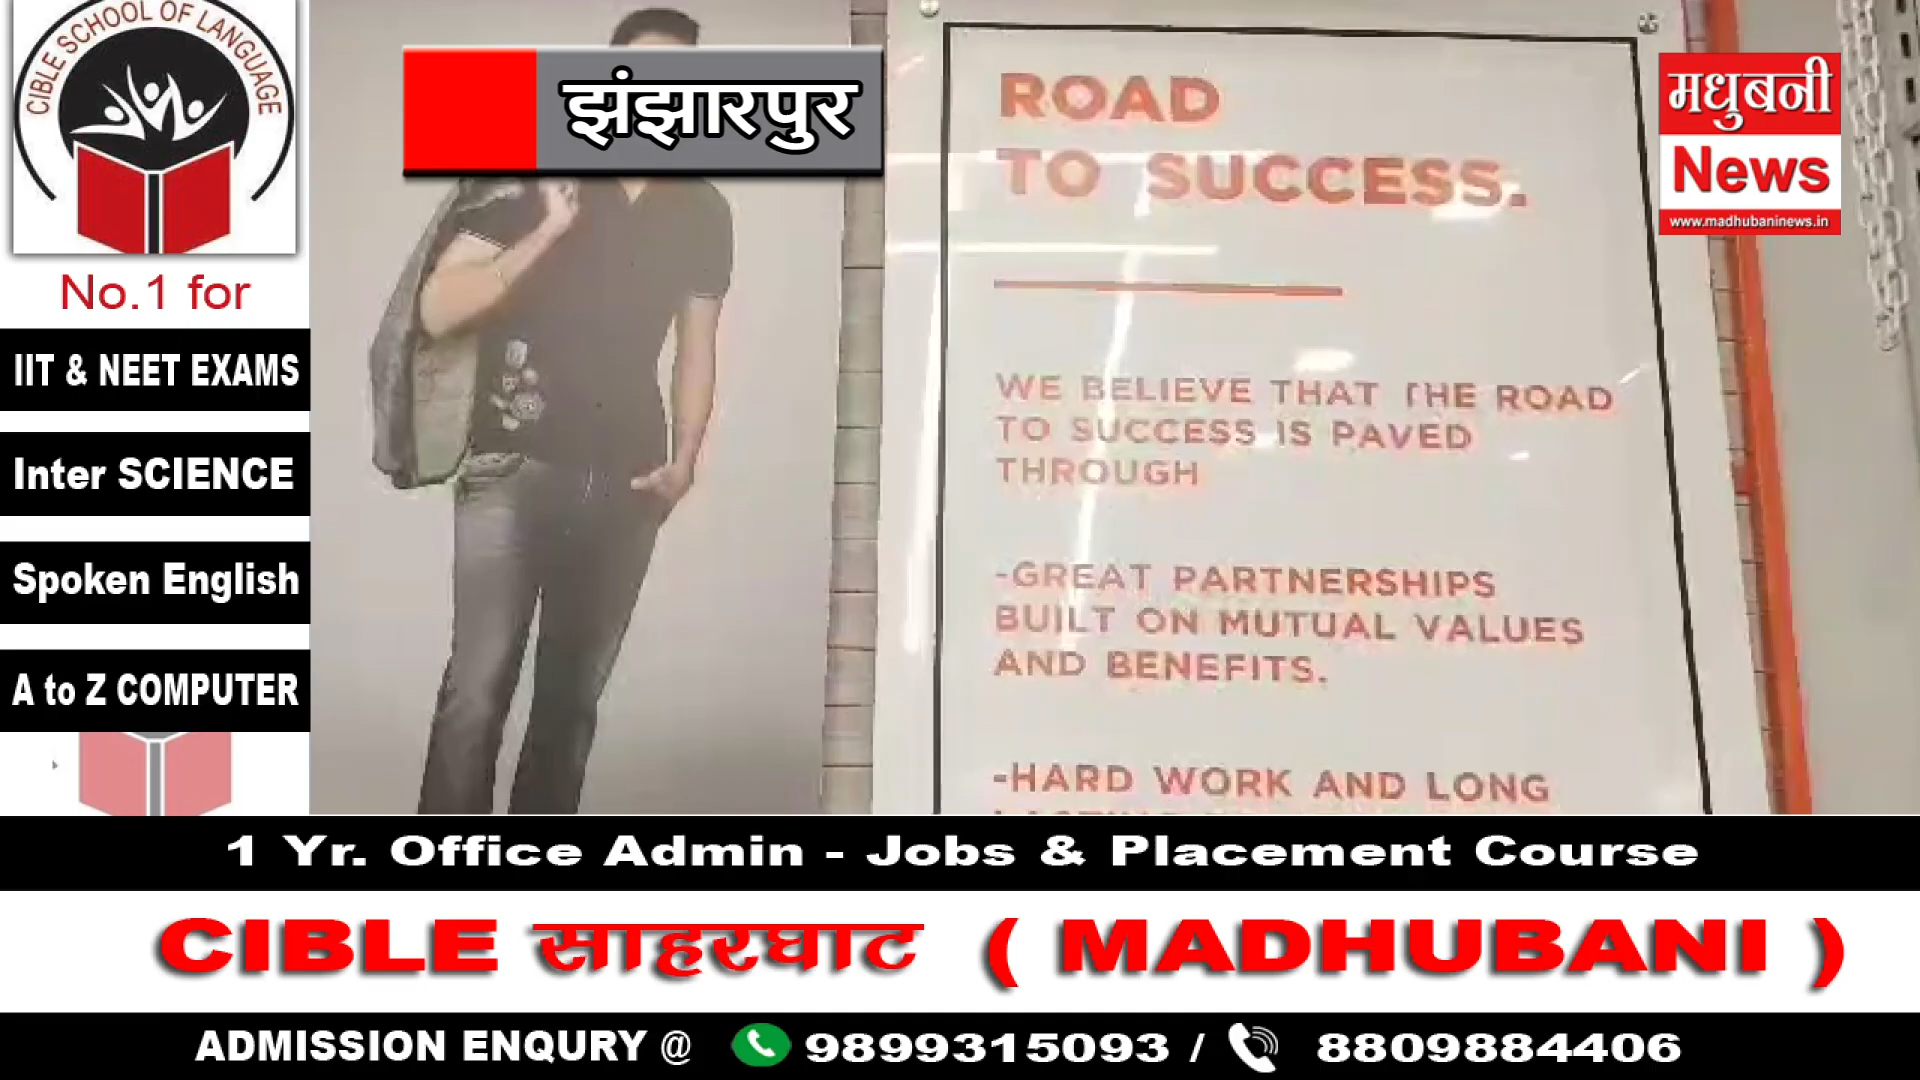 CIBLE SCHOOL OF LANGUAGE
No.1 for
IIT & NEET EXAMS
Inter SCIENCE
Spoken English
A to Z COMPUTER
झंझारपुर
ROAD
TO SUCCESS.
WE BELIEVE THAT THE ROAD
TO SUCCESS IS PAVED
THROUGH
-GREAT PARTNERSHIPS
BUILT ON MUTUAL VALUES
AND BENEFITS.
-HARD WORK AND LONG
मधुबनी
News
www.madhubaninews.in
1 Yr. Office Admin - Jobs & Placement Course
CIBLE साहरघाट ( MADHUBANI )
ADMISSION ENQURY @ 9899315093 / 8809884406